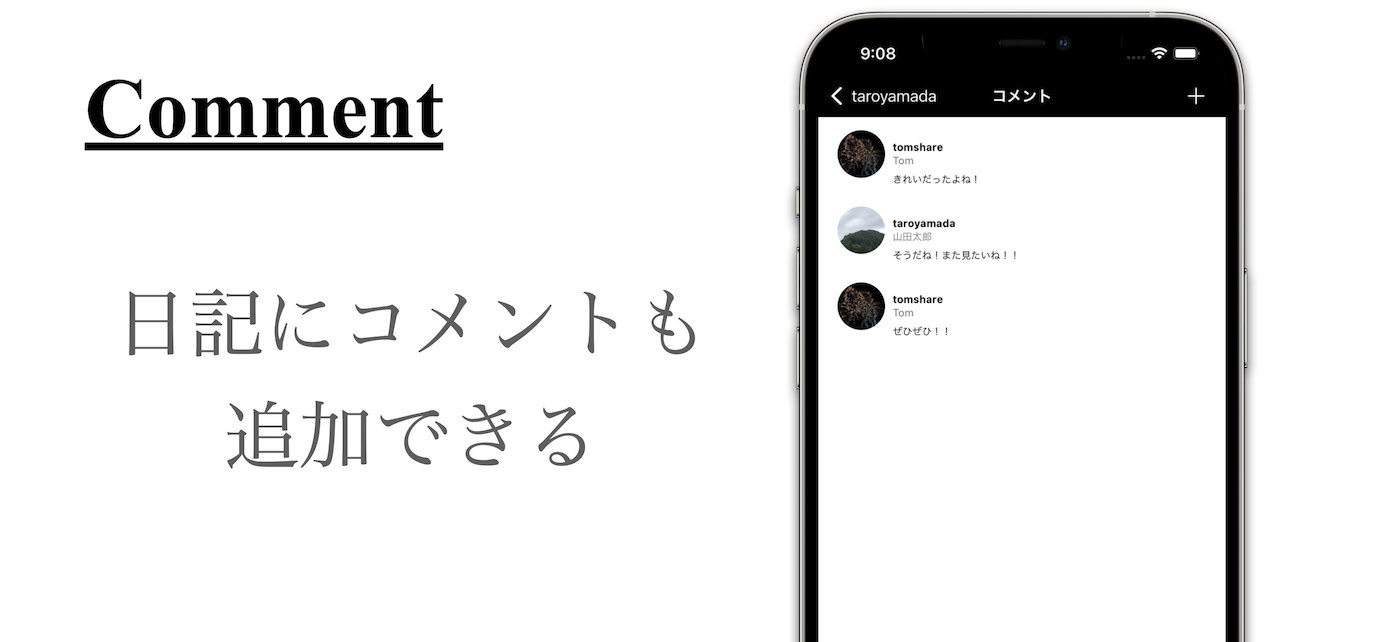 Comment
日記にコメントも
追加できる
9:08
taroyamada コメント +
tomshare
Tom
きれいだったよね！
taroyamada
山田太郎
そうだね！また見たいね！！
tomshare
Tom
ぜひぜひ！！